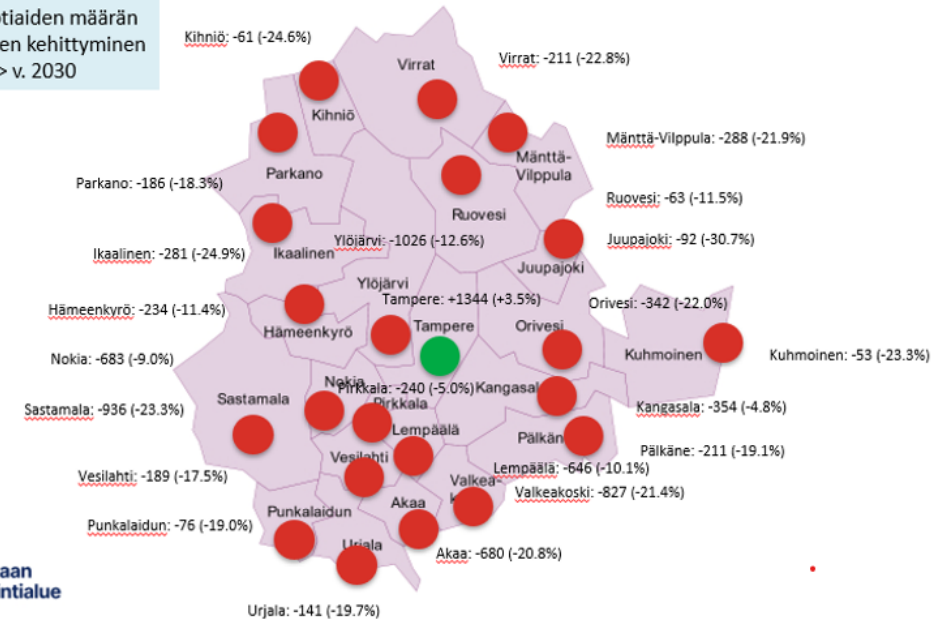 tiaiden määrän
en kehittyminen
> v. 2030
Kihniö: -61 (-24.6%)
Virrat
Virrat: -211 (-22.8%)
Kihniö
Mänttä-Vilppula: -288 (-21.9%)
Mänttä-
Vilppula
Parkano
Parkano: -186 (-18.3%)
Ruovesi: -63 (-11.5%)
Ruovesi
Ylöjärvi: -1026 (-12.6%)
Juupajoki: -92 (-30.7%)
Ikaalinen: -281 (-24.9%)
Ikaalinen
Juupajoki
Ylöjärvi
Tampere: +1344 (+3.5%)
Orivesi: -342 (-22.0%)
Hämeenkyrö: -234 (-11.4%)
Hämeenkyrö
Tampere
Orivesi
Kuhmoinen
Kuhmoinen: -53 (-23.3%)
Nokia: -683 (-9.0%)
Nokia
Pirkkala: -240 (-5.0%)
Kangasal
Sastamala
Pirkkala
Sastamala: -936 (-23.3%)
Kangasala: -354 (-4.8%)
Lempäälä
Pälkän
Pälkäne: -211 (-19.1%)
Vesilahti
Lempäälä: -646 (-10.1%)
Vesilahti: -189 (-17.5%)
Valkea-
k
Valkeakoski: -827 (-21.4%)
Akaa
Punkalaidun
Punkalaidun: -76 (-19.0%)
Urjala
Akaa: -680 (-20.8%)
aan
ntialue
Urjala: -141 (-19.7%)